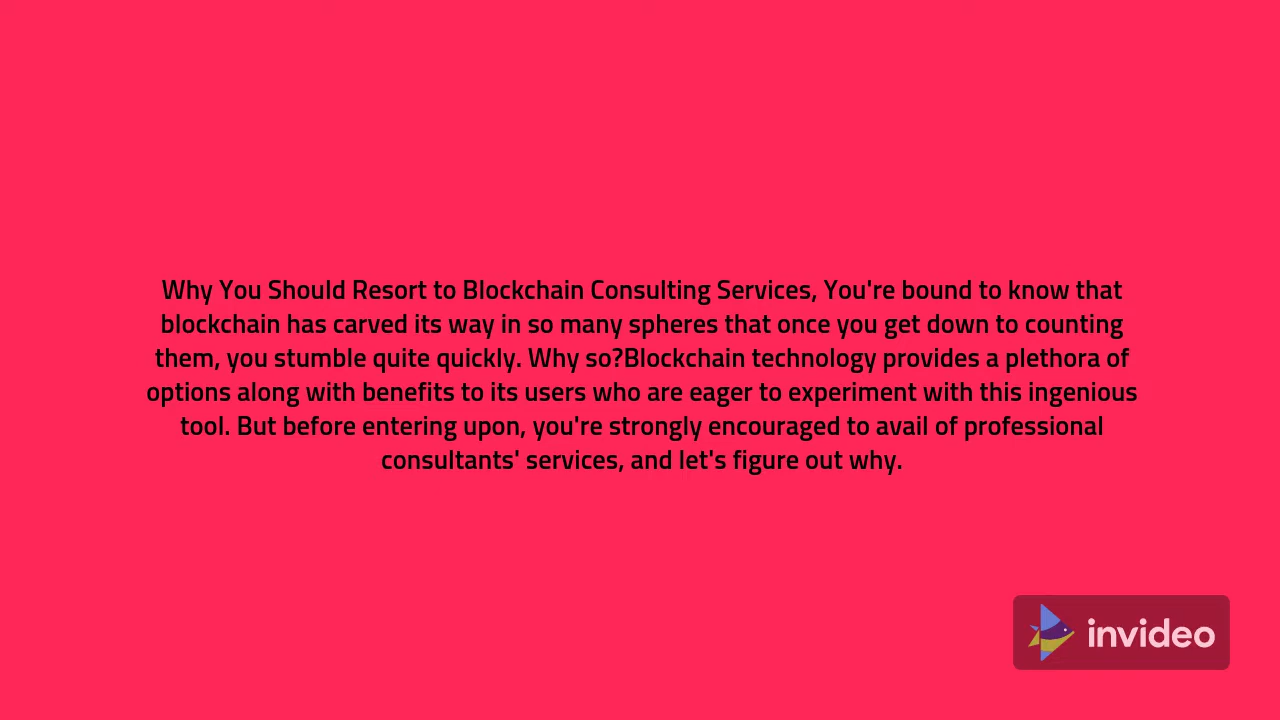 Why You Should Resort to Blockchain Consulting Services, You're bound to know that
blockchain has carved its way in so many spheres that once you get down to counting
them, you stumble quite quickly. Why so?Blockchain technology provides a plethora of
options along with benefits to its users who are eager to experiment with this ingenious
tool. But before entering upon, you're strongly encouraged to avail of professional
consultants' services, and let's figure out why.
invideo